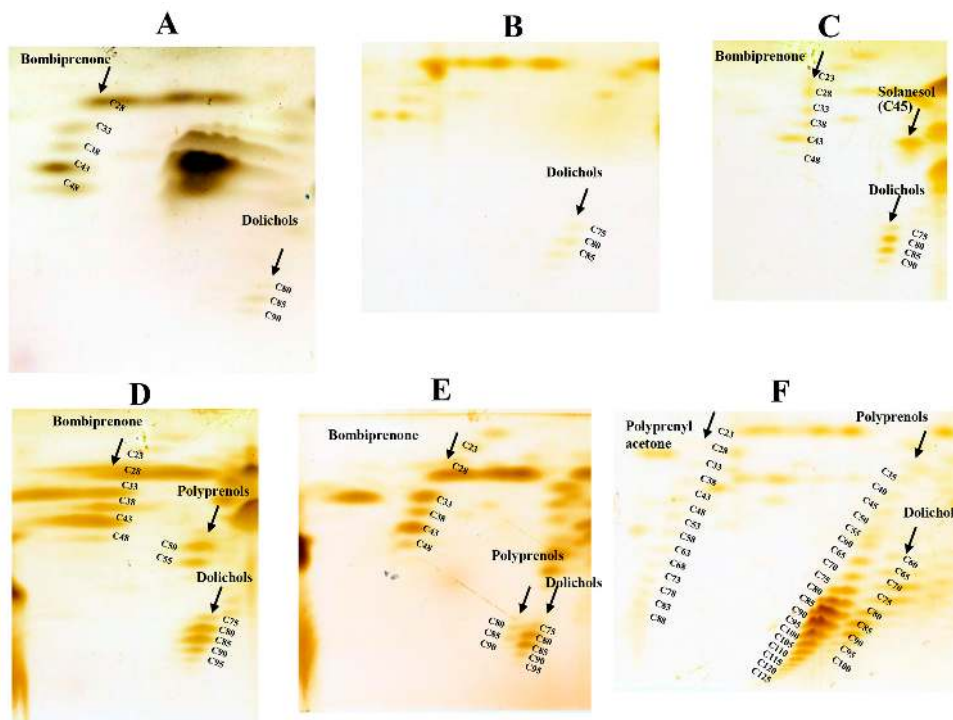 A
Bombiprenone
C28
C33
C38
C43
C48
Dolichols
C80
C85
C90
B
Dolichols
C75
C80
C85
C
Bombiprenone
C23
C28
C33
C38
C43
C48
Solanesol
(C45)
Dolichols
C75
C80
C85
C90
D
Bombiprenone
C23
C28
C33
C38
C43
C48
Polyprenols
C50
C55
Dolichols
C75
C80
C85
C90
C95
E
Bombiprenone
C23
C28
C33
C38
C43
C48
Polyprenols
C80
C85
C90
Dolichols
C75
C80
C85
C90
C95
F
Polyprenyl
acetone
C23
C28
C33
C38
C43
C48
C53
C58
C63
C68
C73
C78
C83
C88
Polyprenols
C35
C40
C45
C50
C55
C60
C65
C70
C75
C80
C85
C90
C95
C100
C105
C110
C115
C120
C125
Dolichol
C60
C65
C70
C75
C80
C85
C90
C95
C100